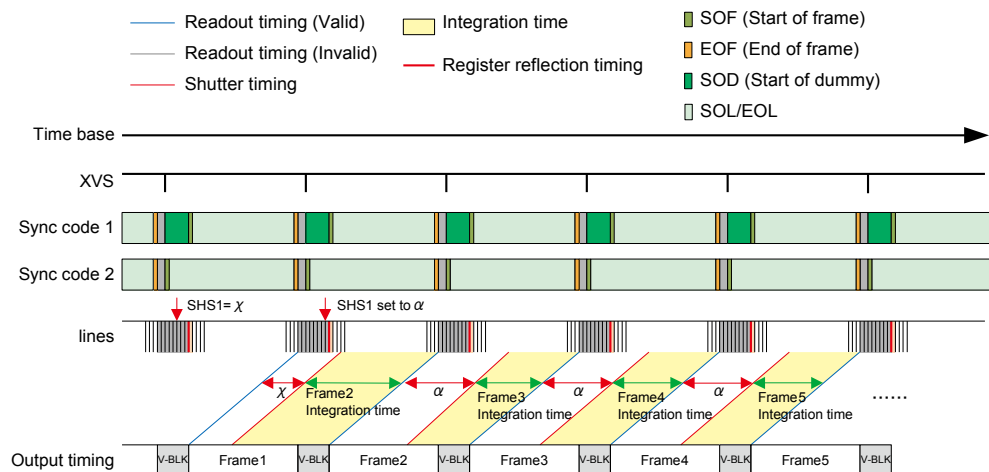 Readout timing (Valid)
Readout timing (Invalid)
Shutter timing
Integration time
Register reflection timing
SOF (Start of frame)
EOF (End of frame)
SOD (Start of dummy)
SOL/EOL
Time base
XVS
Sync code 1
Sync code 2
SHS1= χ
SHS1 set to α
lines
χ
Frame2
Integration time
α
Frame3
Integration time
α
Frame4
Integration time
α
Frame5
Integration time
......
Output timing
V-BLK Frame1 V-BLK Frame2 V-BLK Frame3 V-BLK Frame4 V-BLK Frame5 V-BLK